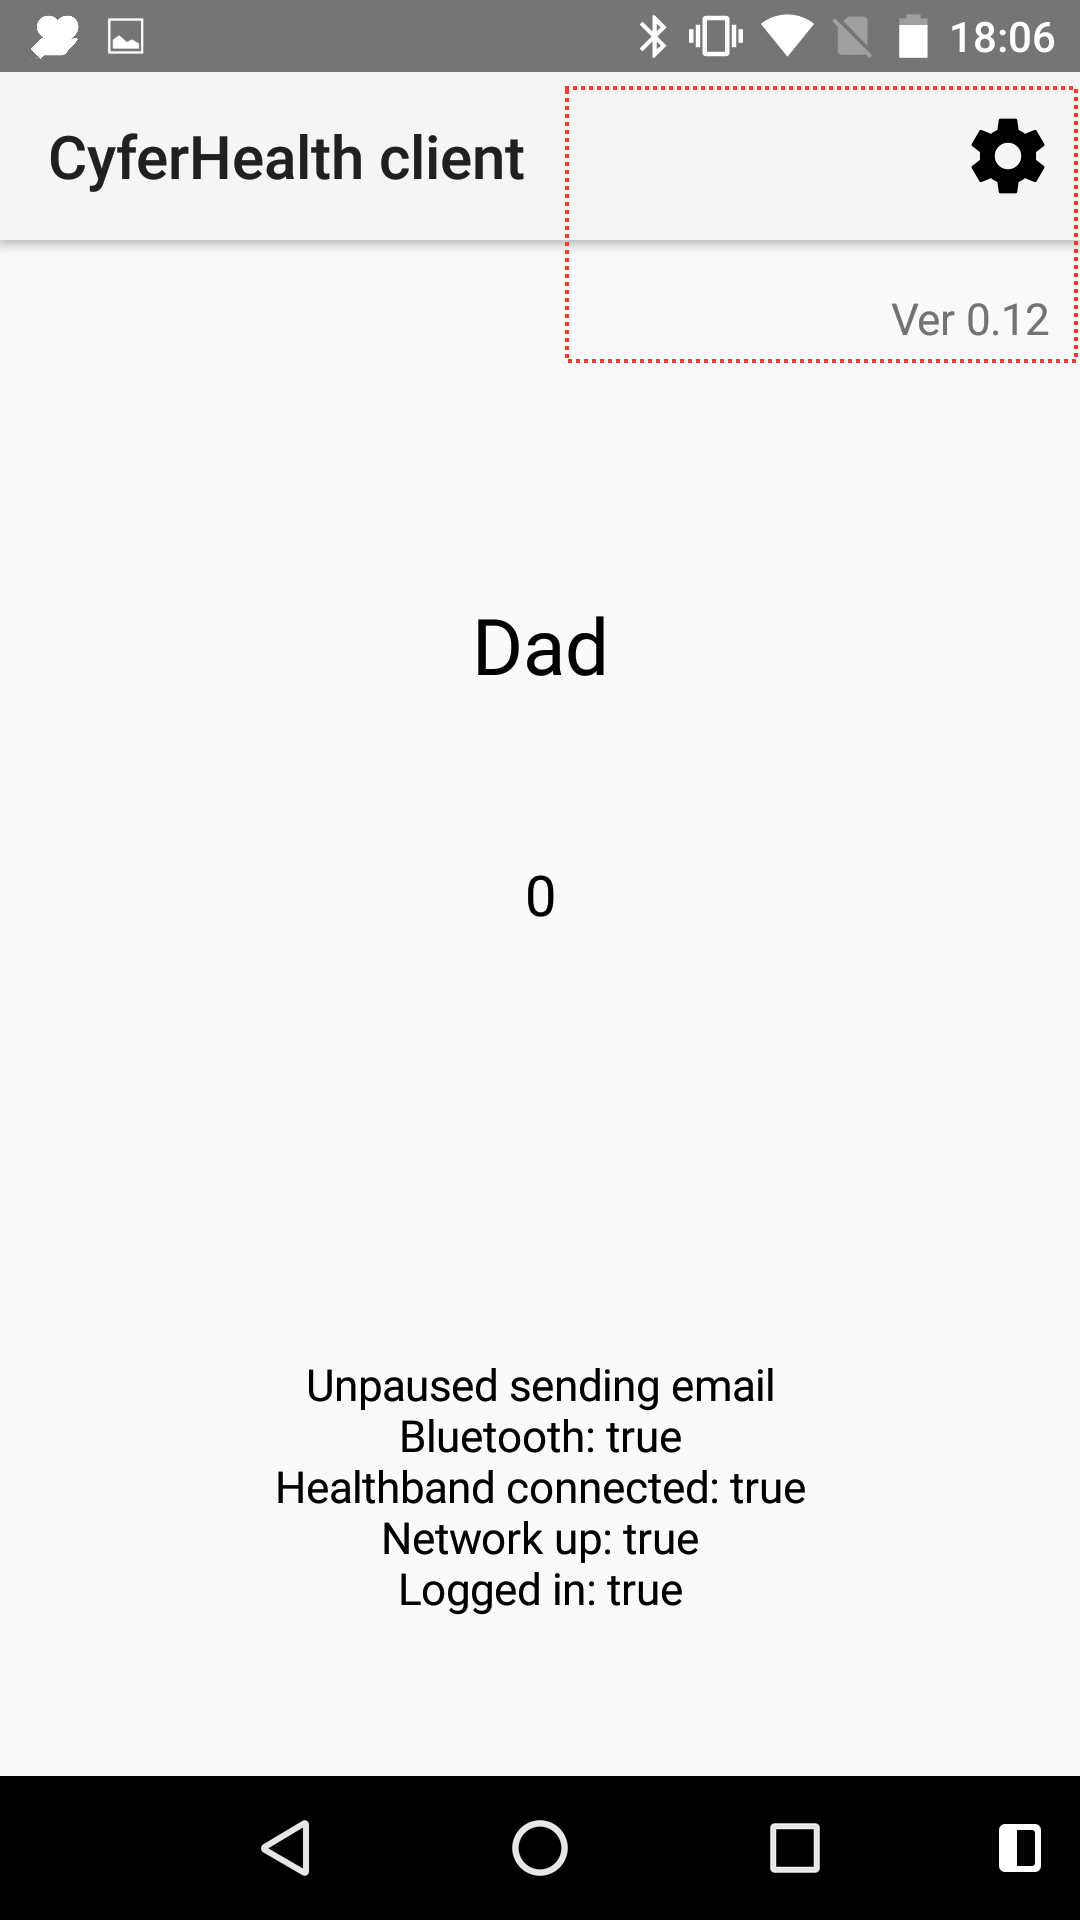 18:06
CyferHealth client
Ver 0.12
Dad
0
Unpaused sending email
Bluetooth: true
Healthband connected: true
Network up: true
Logged in: true